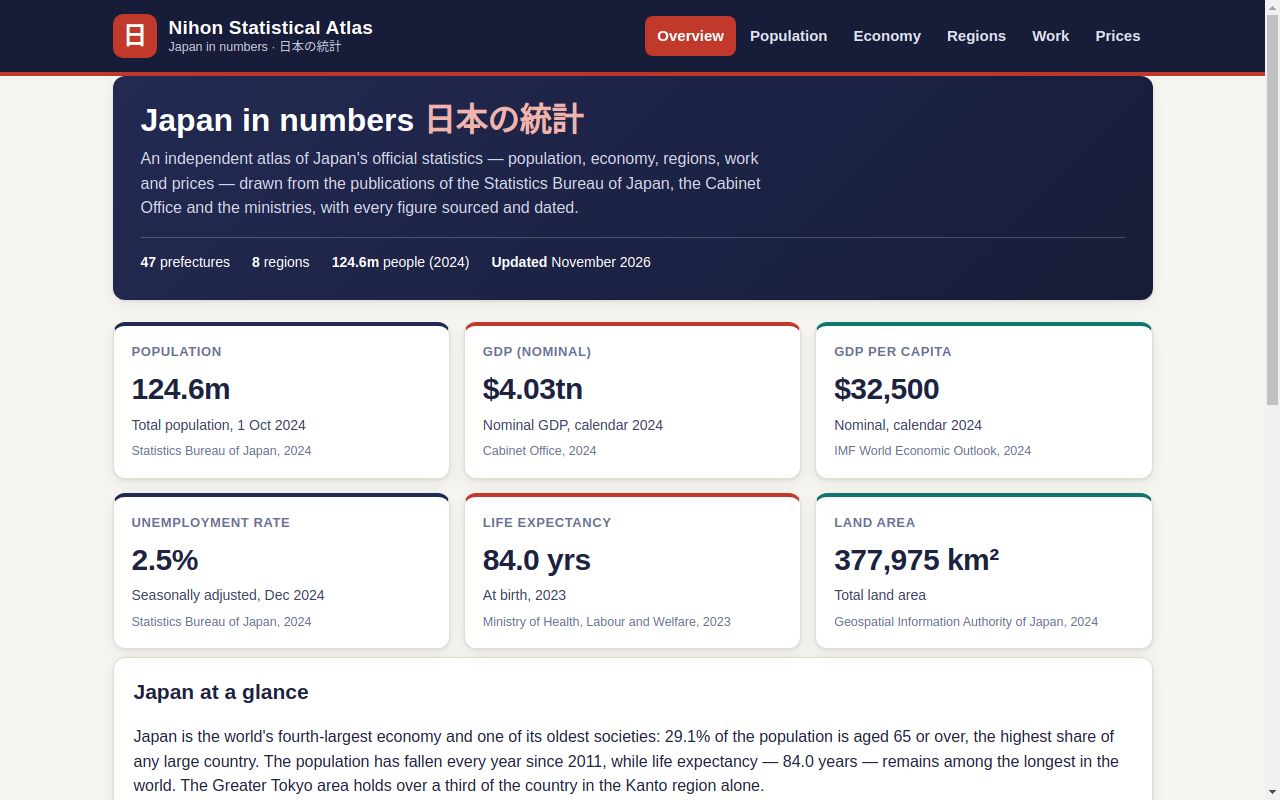 日
Nihon Statistical Atlas
Japan in numbers · 日本の統計
Overview
Population
Economy
Regions
Work
Prices
Japan in numbers 日本の統計
An independent atlas of Japan's official statistics — population, economy, regions, work
and prices — drawn from the publications of the Statistics Bureau of Japan, the Cabinet
Office and the ministries, with every figure sourced and dated.
47 prefectures 8 regions 124.6m people (2024) Updated November 2026
POPULATION
124.6m
Total population, 1 Oct 2024
Statistics Bureau of Japan, 2024
GDP (NOMINAL)
$4.03tn
Nominal GDP, calendar 2024
Cabinet Office, 2024
GDP PER CAPITA
$32,500
Nominal, calendar 2024
IMF World Economic Outlook, 2024
UNEMPLOYMENT RATE
2.5%
Seasonally adjusted, Dec 2024
Statistics Bureau of Japan, 2024
LIFE EXPECTANCY
84.0 yrs
At birth, 2023
Ministry of Health, Labour and Welfare, 2023
LAND AREA
377,975 km²
Total land area
Geospatial Information Authority of Japan, 2024
Japan at a glance
Japan is the world's fourth-largest economy and one of its oldest societies: 29.1% of the population is aged 65 or over, the highest share of
any large country. The population has fallen every year since 2011, while life expectancy — 84.0 years — remains among the longest in the
world. The Greater Tokyo area holds over a third of the country in the Kanto region alone.